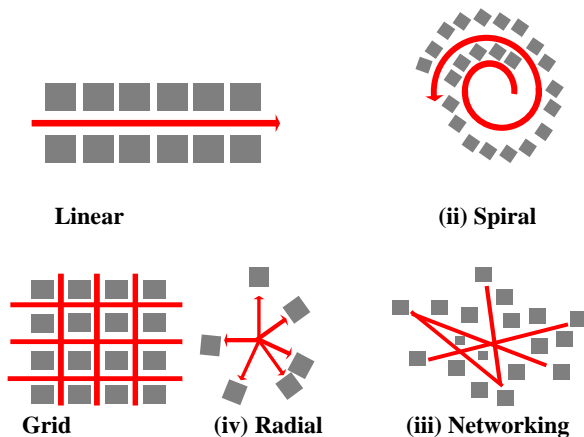 Linear
(ii) Spiral
Grid
(iv) Radial
(iii) Networking